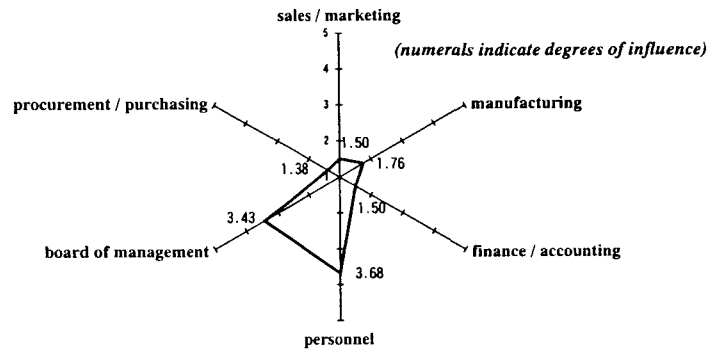 sales / marketing
5
(numerals indicate degrees of influence)
4
procurement / purchasing
3
manufacturing
2
1.50
1.76
1.38
1
1.50
3.43
board of management
finance / accounting
3.68
personnel